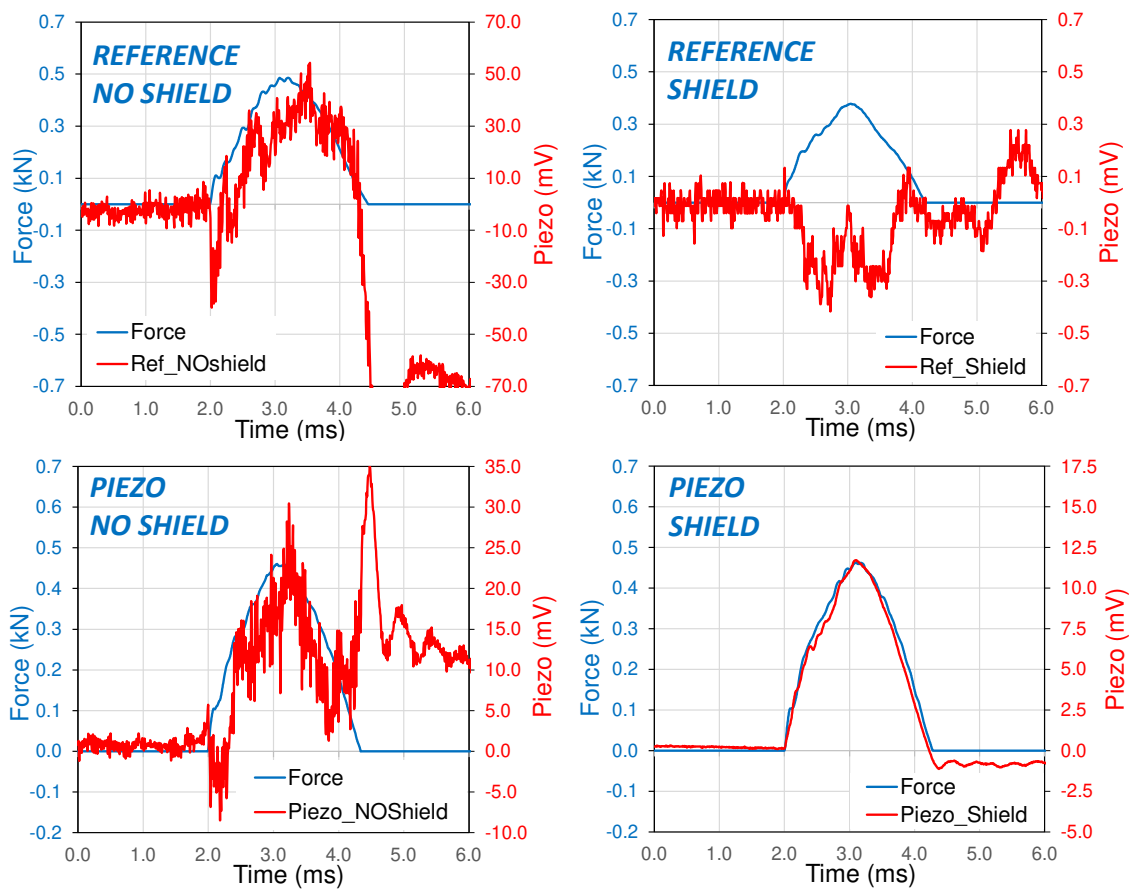 REFERENCE
NO SHIELD
Force (kN)
0.7
0.5
0.3
0.1
-0.1
-0.3
-0.5
-0.7
70.0
50.0
30.0
10.0
-10.0
-30.0
-50.0
-70.0
Piezo (mV)
Force
Ref_NOshield
0.0 1.0 2.0 3.0 4.0 5.0 6.0
Time (ms)
REFERENCE
SHIELD
Force (kN)
0.7
0.5
0.3
0.1
-0.1
-0.3
-0.5
-0.7
0.7
0.5
0.3
0.1
-0.1
-0.3
-0.5
-0.7
Piezo (mV)
Force
Ref_Shield
0.0 1.0 2.0 3.0 4.0 5.0 6.0
Time (ms)
PIEZO
NO SHIELD
Force (kN)
0.7
0.6
0.5
0.4
0.3
0.2
0.1
0.0
-0.1
-0.2
35.0
30.0
25.0
20.0
15.0
10.0
5.0
0.0
-5.0
-10.0
Piezo (mV)
Force
Piezo_NOShield
0.0 1.0 2.0 3.0 4.0 5.0 6.0
Time (ms)
PIEZO
SHIELD
Force (kN)
0.7
0.6
0.5
0.4
0.3
0.2
0.1
0.0
-0.1
-0.2
17.5
15.0
12.5
10.0
7.5
5.0
2.5
0.0
-2.5
-5.0
Piezo (mV)
Force
Piezo_Shield
0.0 1.0 2.0 3.0 4.0 5.0 6.0
Time (ms)